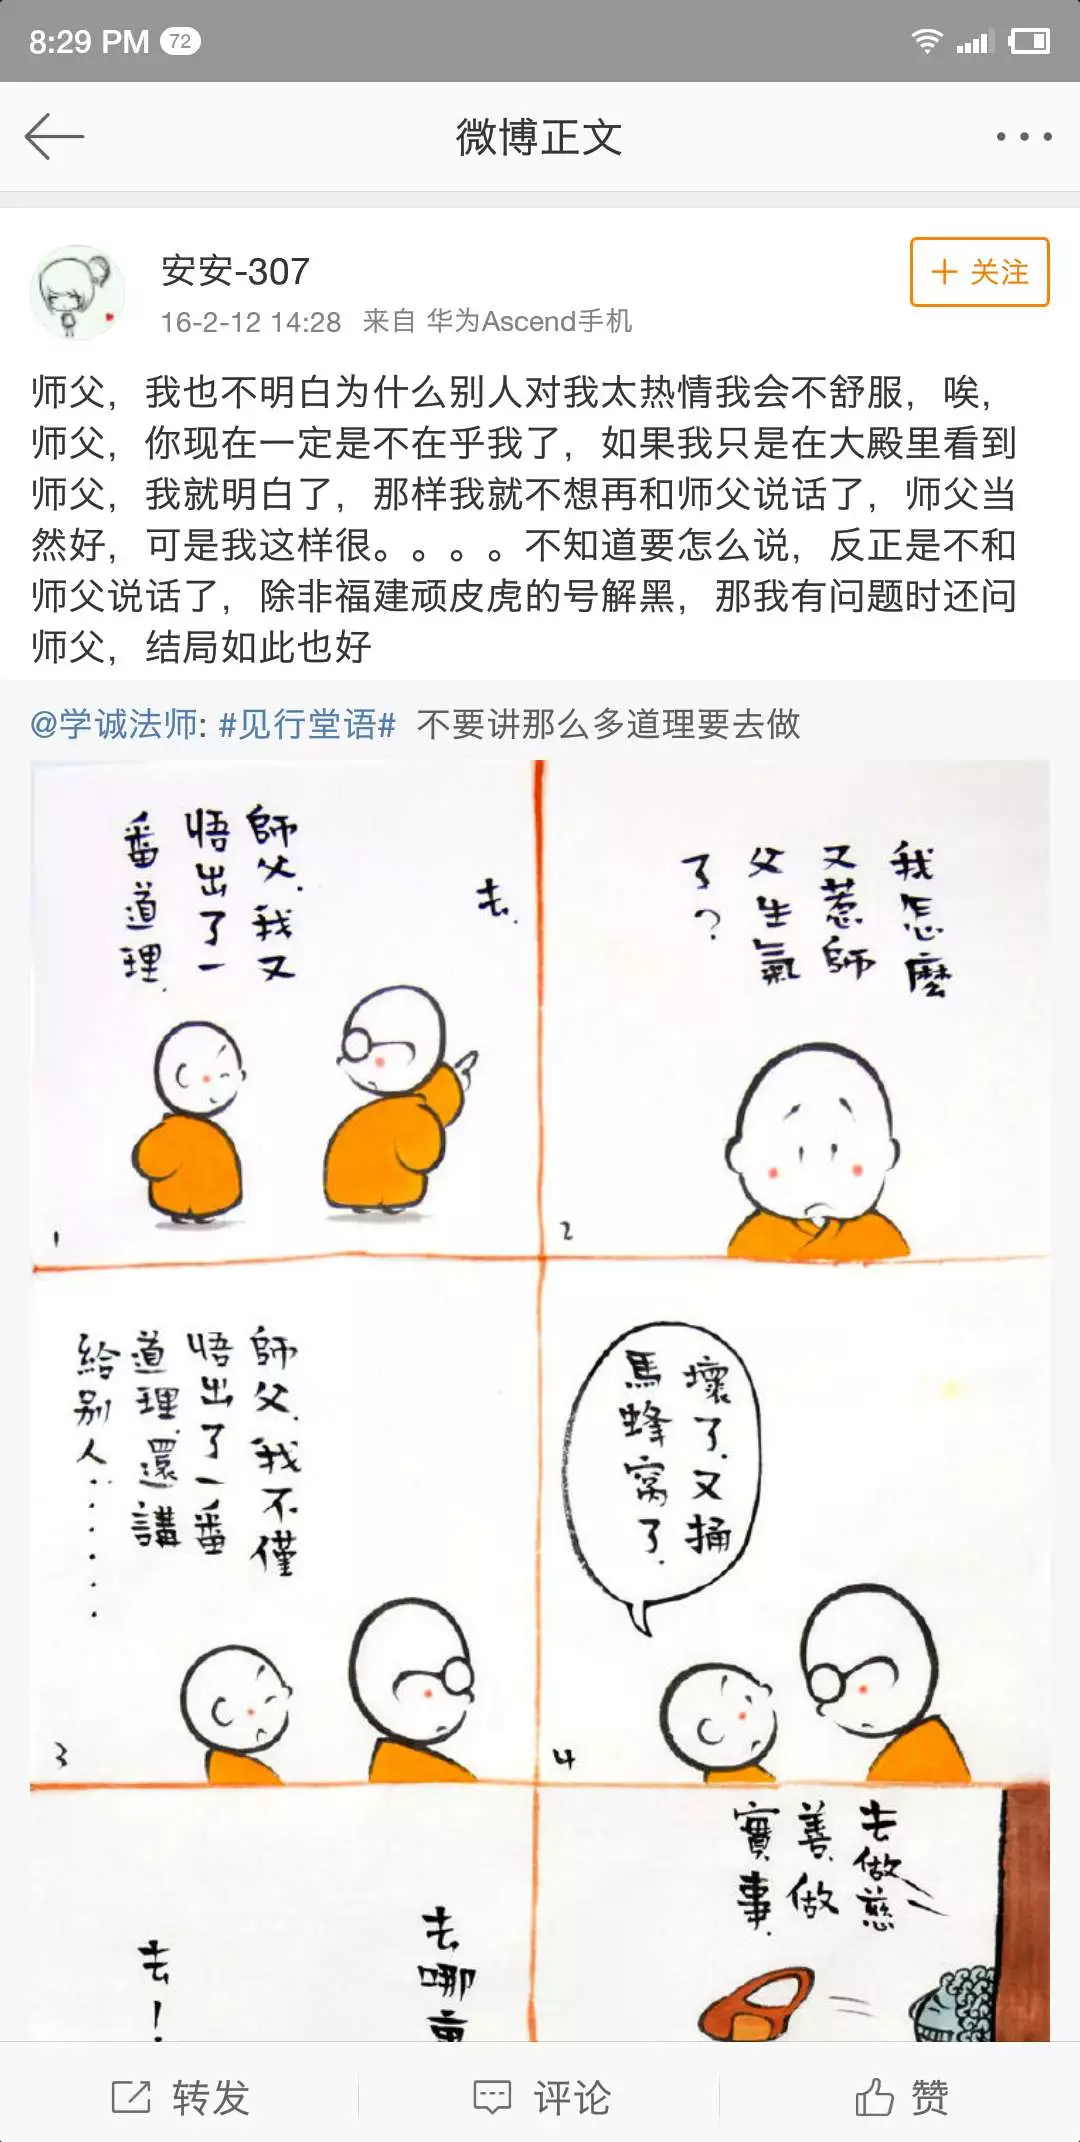 8:29 PM 72
微博正文
安安-307
+ 关注
16-2-12 14:28 来自 华为Ascend手机
师父，我也不明白为什么别人对我太热情我会不舒服，唉，
师父，你现在一定是不在乎我了，如果我只是在大殿里看到
师父，我就明白了，那样我就不想再和师父说话了，师父当
然好，可是我这样很。。。。不知道要怎么说，反正是不和
师父说话了，除非福建顽皮虎的号解黑，那我有问题时还问
师父，结局如此也好
@学诚法师: #见行堂语# 不要讲那么多道理要去做
師父.我又
悟出了一
番道理.
去.
1
我怎麼
又惹師
父生氣
了?
2
師父.我不僅
悟出了一番
道理.還講
給別人.......
3
壞了.又捅
馬蜂窩了.
4
去!
去哪
去做慈
善.做
實事.
转发
评论
赞